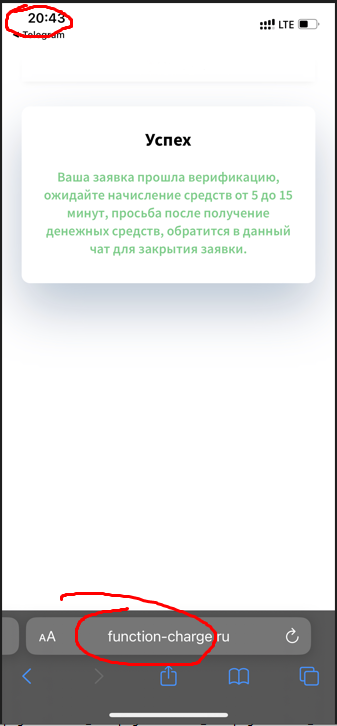 20:43
LTE
Telegram
Успех
Ваша заявка прошла верификацию,
ожидайте начисление средств от 5 до 15
минут, просьба после получение
денежных средств, обратится в данный
чат для закрытия заявки.
AA function-charge.ru